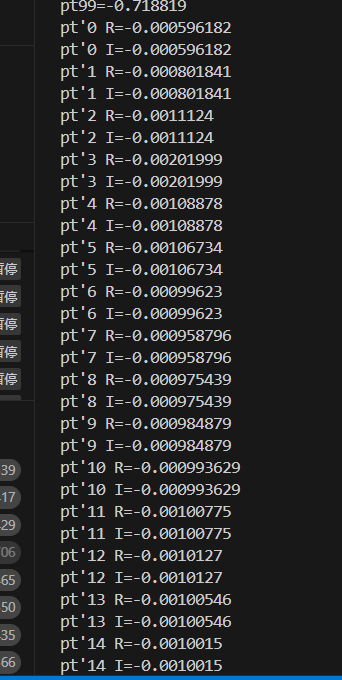 pt99=-0.718819
pt'0 R=-0.000596182
pt'0 I=-0.000596182
pt'1 R=-0.000801841
pt'1 I=-0.000801841
pt'2 R=-0.0011124
pt'2 I=-0.0011124
pt'3 R=-0.00201999
pt'3 I=-0.00201999
pt'4 R=-0.00108878
pt'4 I=-0.00108878
pt'5 R=-0.00106734
pt'5 I=-0.00106734
pt'6 R=-0.00099623
pt'6 I=-0.00099623
pt'7 R=-0.000958796
pt'7 I=-0.000958796
pt'8 R=-0.000975439
pt'8 I=-0.000975439
pt'9 R=-0.000984879
pt'9 I=-0.000984879
pt'10 R=-0.000993629
pt'10 I=-0.000993629
pt'11 R=-0.00100775
pt'11 I=-0.00100775
pt'12 R=-0.0010127
pt'12 I=-0.0010127
pt'13 R=-0.00100546
pt'13 I=-0.00100546
pt'14 R=-0.0010015
pt'14 I=-0.0010015
暂停
暂停
暂停
暂停
暂停
39
17
29
06
65
50
35
66